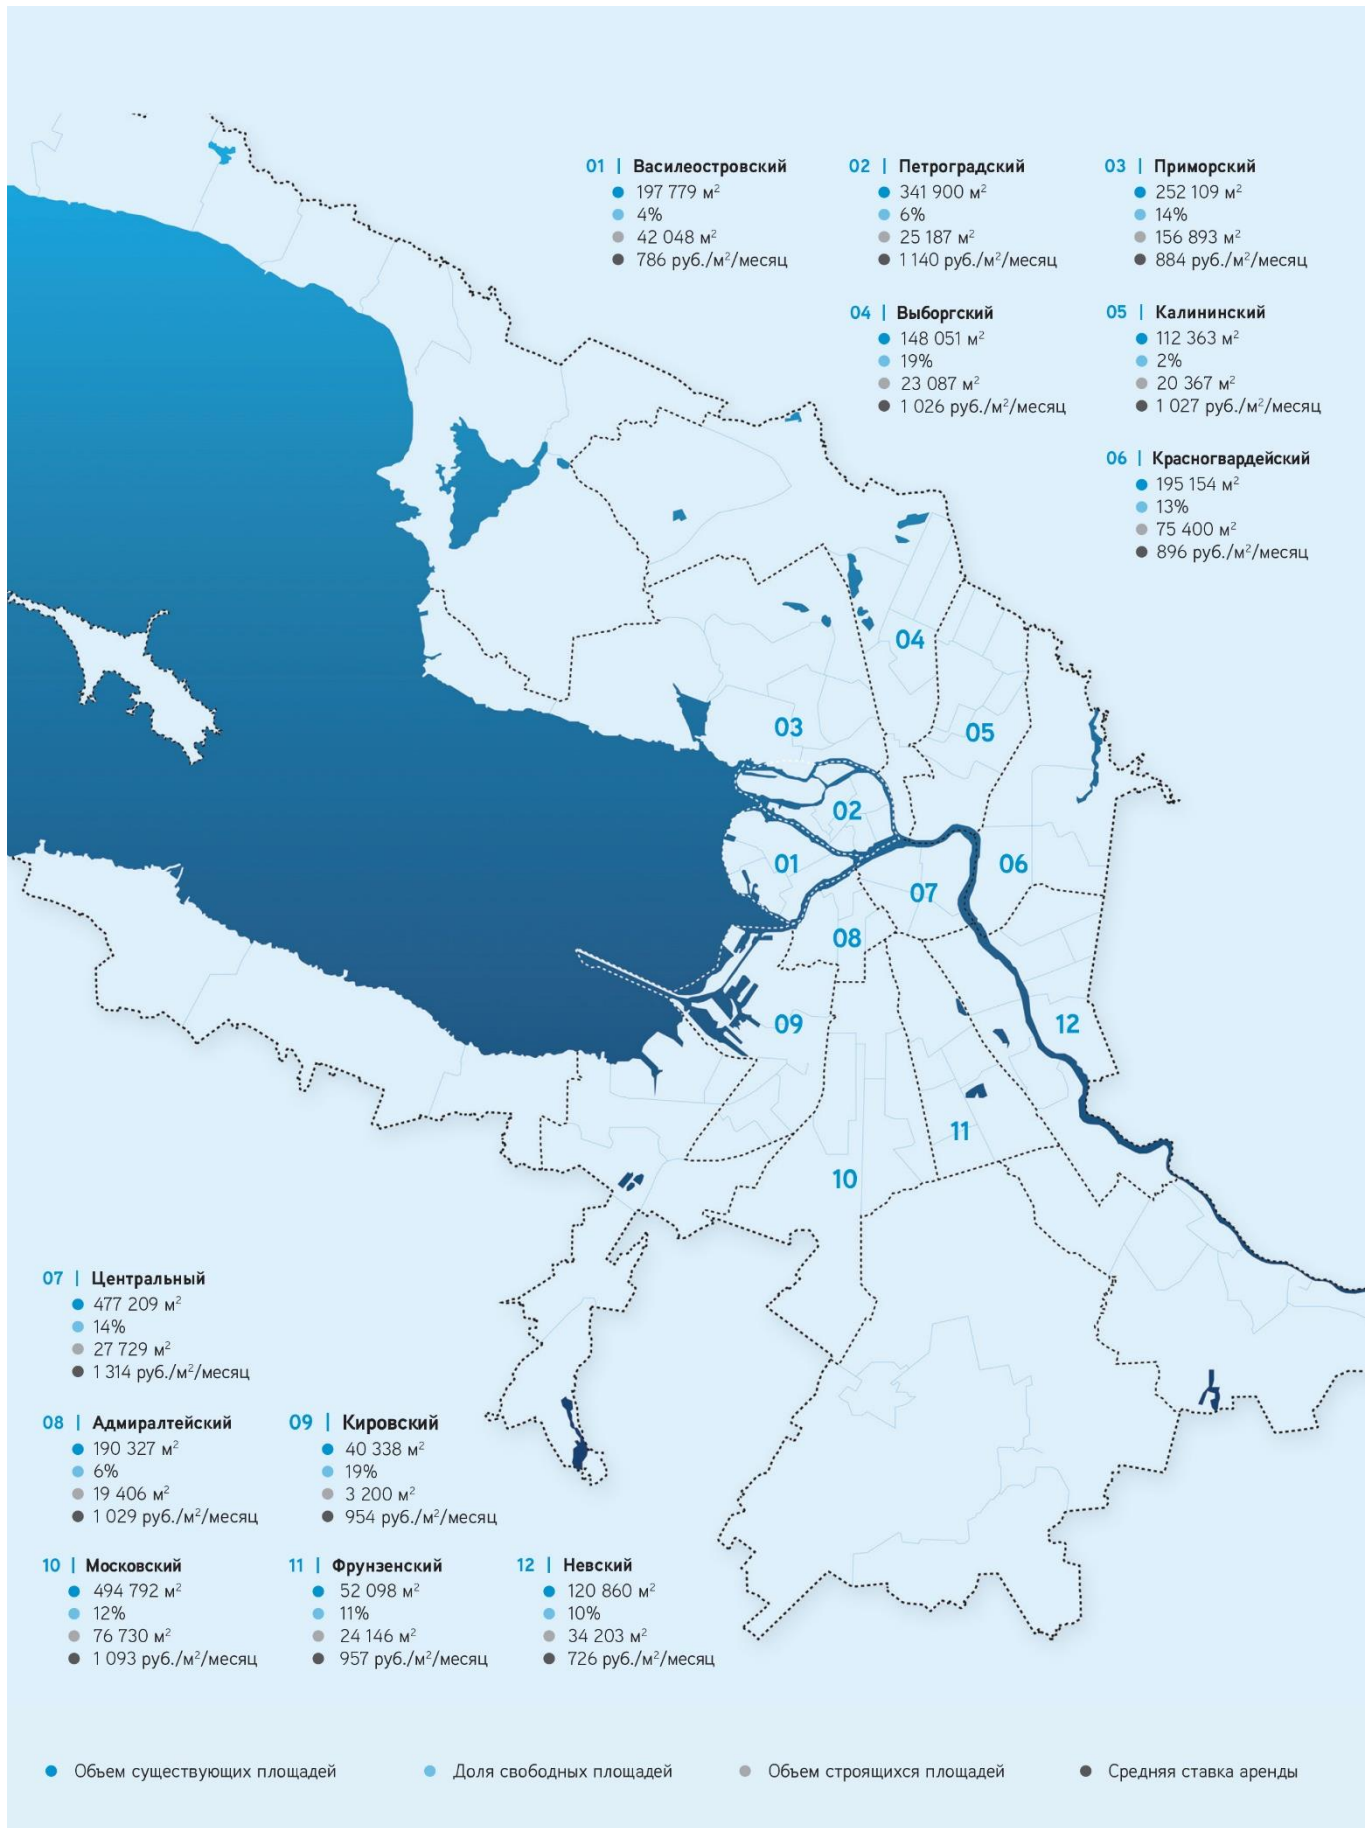 01 | Василеостровский
197 779 м²
4%
42 048 м²
786 руб./м²/месяц
02 | Петроградский
341 900 м²
6%
25 187 м²
1 140 руб./м²/месяц
03 | Приморский
252 109 м²
14%
156 893 м²
884 руб./м²/месяц
04 | Выборгский
148 051 м²
19%
23 087 м²
1 026 руб./м²/месяц
05 | Калининский
112 363 м²
2%
20 367 м²
1 027 руб./м²/месяц
06 | Красногвардейский
195 154 м²
13%
75 400 м²
896 руб./м²/месяц
04
03
05
02
01
06
07
08
09
12
11
10
07 | Центральный
477 209 м²
14%
27 729 м²
1 314 руб./м²/месяц
08 | Адмиралтейский
190 327 м²
6%
19 406 м²
1 029 руб./м²/месяц
09 | Кировский
40 338 м²
19%
3 200 м²
954 руб./м²/месяц
10 | Московский
494 792 м²
12%
76 730 м²
1 093 руб./м²/месяц
11 | Фрунзенский
52 098 м²
11%
24 146 м²
957 руб./м²/месяц
12 | Невский
120 860 м²
10%
34 203 м²
726 руб./м²/месяц
Объем существующих площадей
Доля свободных площадей
Объем строящихся площадей
Средняя ставка аренды